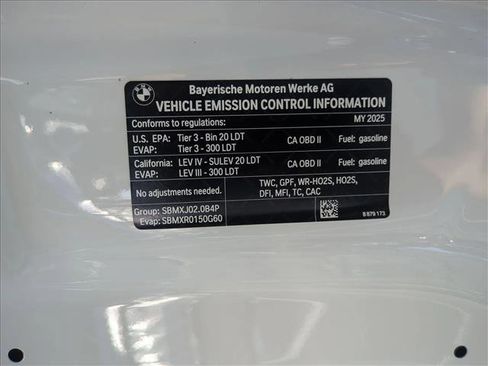 BMW
Bayerische Motoren Werke AG
VEHICLE EMISSION CONTROL INFORMATION
Conforms to regulations: MY 2025
U.S. EPA: Tier 3 - Bin 20 LDT CA OBD II Fuel: gasoline
EVAP: Tier 3 - 300 LDT
California: LEV IV - SULEV 20 LDT CA OBD II Fuel: gasoline
EVAP: LEV III - 300 LDT
No adjustments needed. TWC, GPF, WR-HO2S, HO2S,
DFI, MFI, TC, CAC
Group: SBMXJ02.0B4P
Evap: SBMXR0150G60
8 879 173